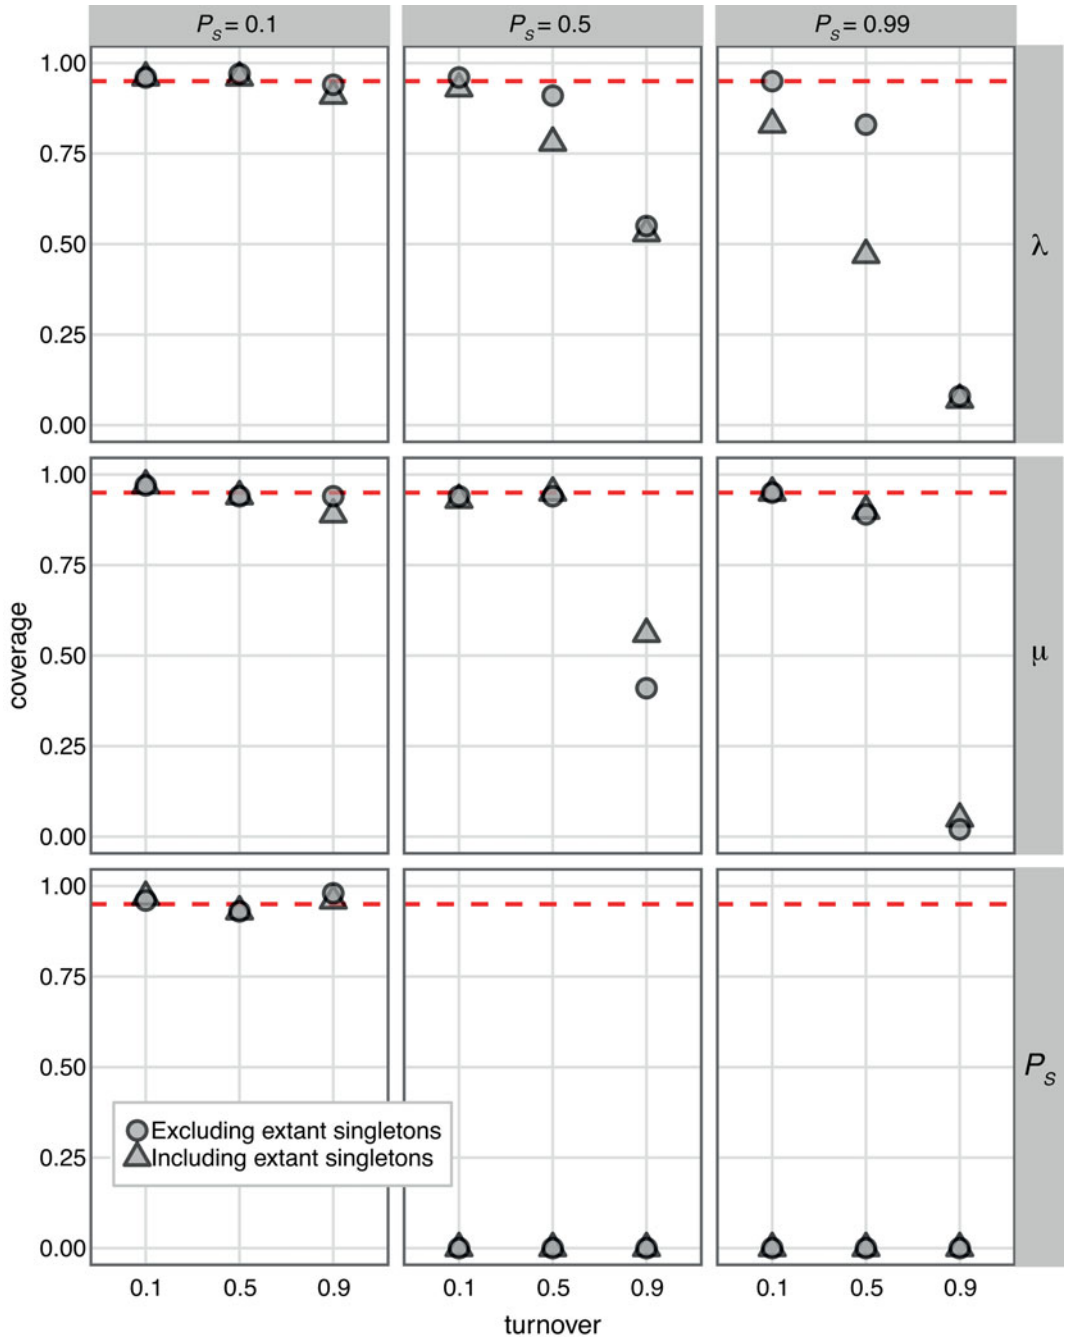 P_S = 0.1 P_S = 0.5 P_S = 0.99
1.00
0.75
0.50
0.25
0.00
λ
1.00
0.75
0.50
0.25
0.00
μ
coverage
1.00
0.75
0.50
0.25
0.00
P_S
Excluding extant singletons
Including extant singletons
0.1 0.5 0.9 0.1 0.5 0.9 0.1 0.5 0.9
turnover